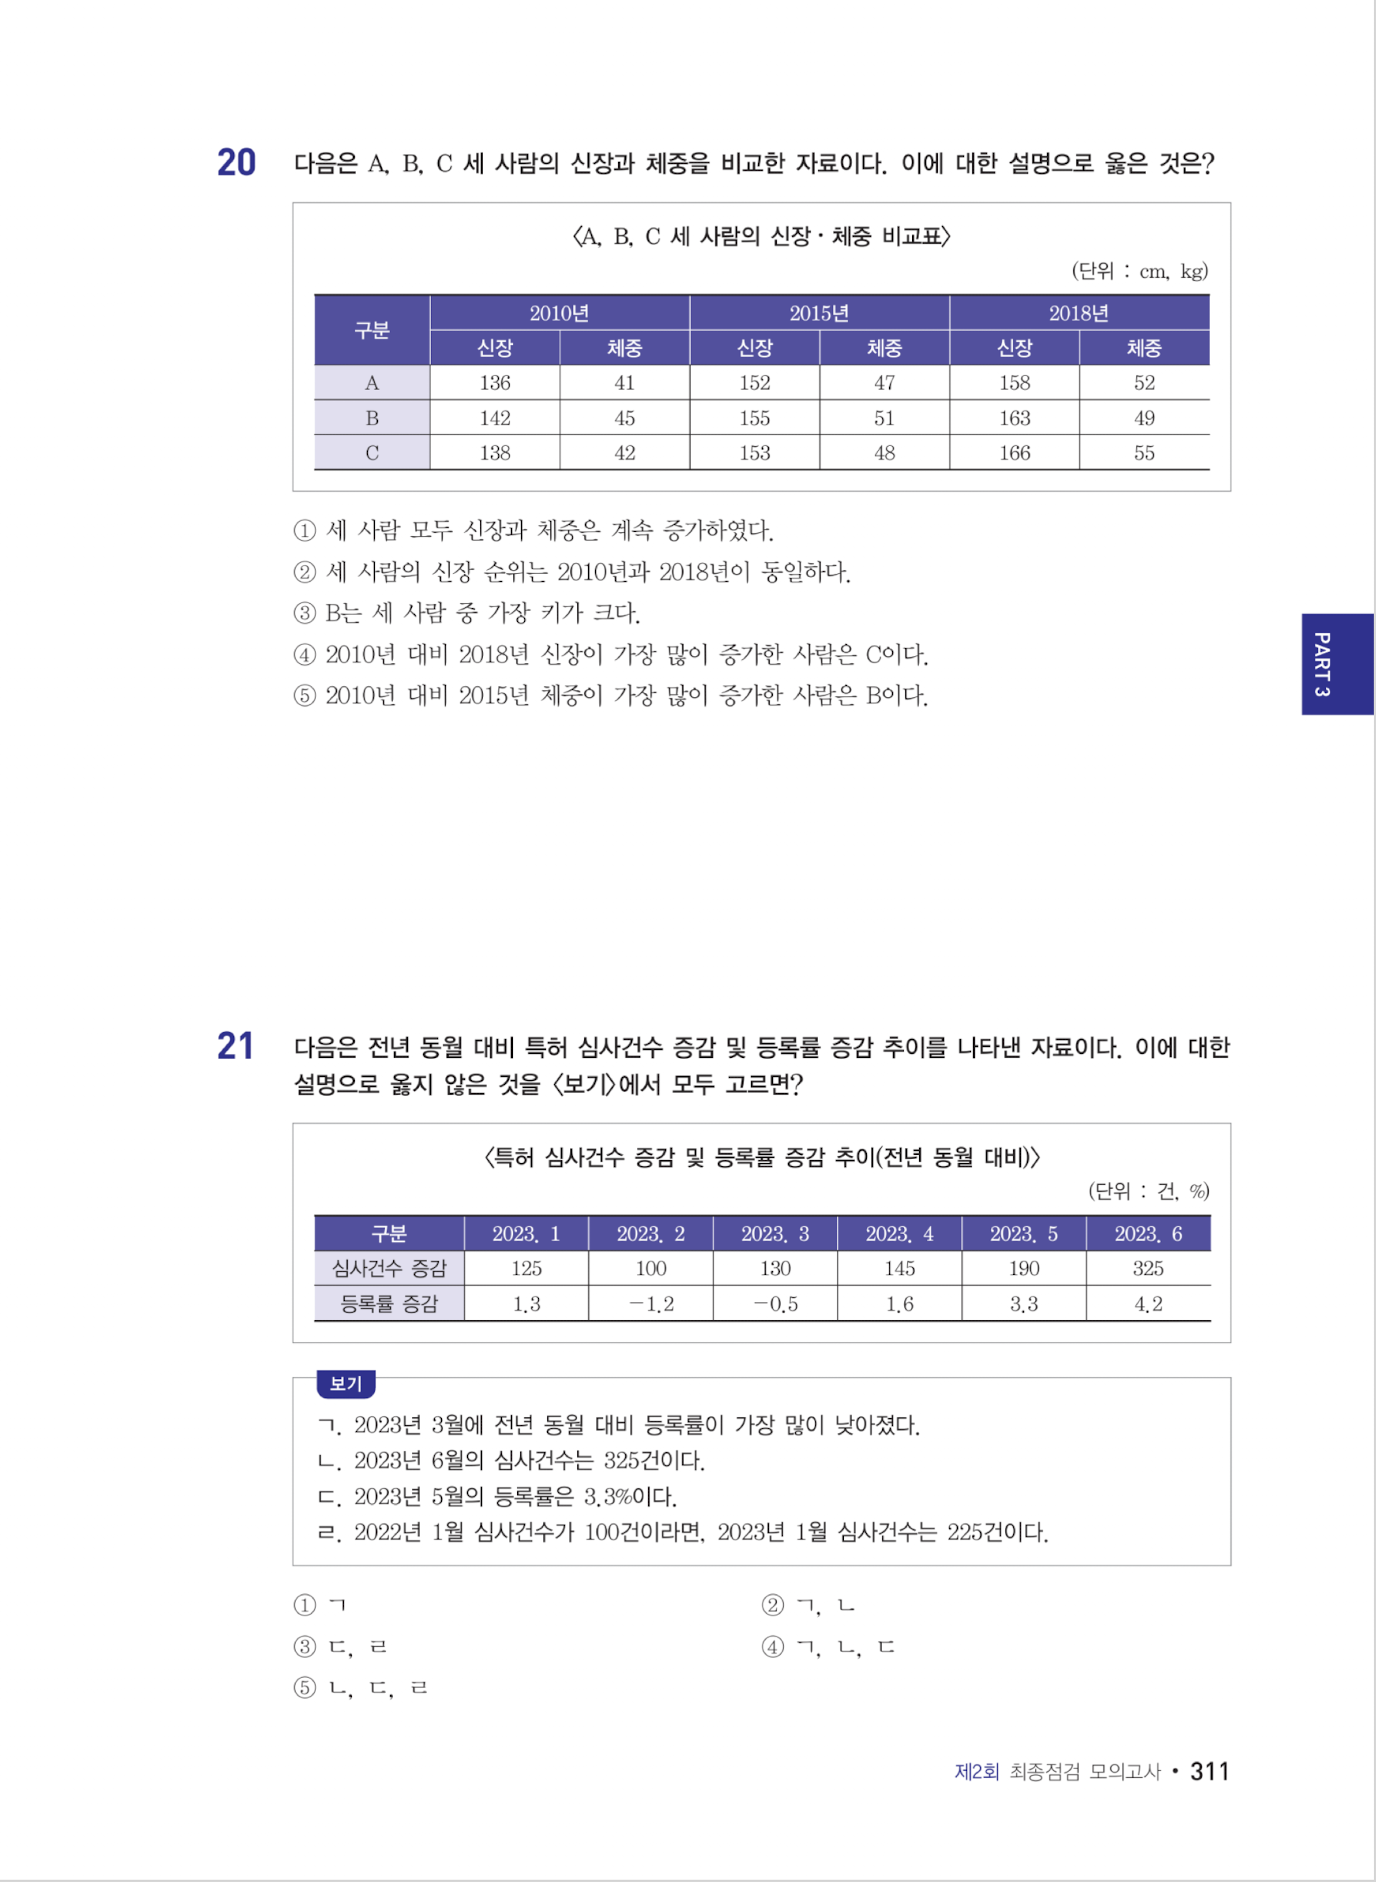 20 다음은 A, B, C 세 사람의 신장과 체중을 비교한 자료이다. 이에 대한 설명으로 옳은 것은?
〈A, B, C 세 사람의 신장 · 체중 비교표〉
(단위 : cm, kg)
구분 2010년 2015년 2018년
신장 체중 신장 체중 신장 체중
A 136 41 152 47 158 52
B 142 45 155 51 163 49
C 138 42 153 48 166 55
① 세 사람 모두 신장과 체중은 계속 증가하였다.
② 세 사람의 신장 순위는 2010년과 2018년이 동일하다.
③ B는 세 사람 중 가장 키가 크다.
④ 2010년 대비 2018년 신장이 가장 많이 증가한 사람은 C이다.
⑤ 2010년 대비 2015년 체중이 가장 많이 증가한 사람은 B이다.
PART 3
21 다음은 전년 동월 대비 특허 심사건수 증감 및 등록률 증감 추이를 나타낸 자료이다. 이에 대한
설명으로 옳지 않은 것을 〈보기〉에서 모두 고르면?
〈특허 심사건수 증감 및 등록률 증감 추이(전년 동월 대비)〉
(단위 : 건, %)
구분 2023. 1 2023. 2 2023. 3 2023. 4 2023. 5 2023. 6
심사건수 증감 125 100 130 145 190 325
등록률 증감 1.3 −1.2 −0.5 1.6 3.3 4.2
보기
ㄱ. 2023년 3월에 전년 동월 대비 등록률이 가장 많이 낮아졌다.
ㄴ. 2023년 6월의 심사건수는 325건이다.
ㄷ. 2023년 5월의 등록률은 3.3%이다.
ㄹ. 2022년 1월 심사건수가 100건이라면, 2023년 1월 심사건수는 225건이다.
① ㄱ ② ㄱ, ㄴ
③ ㄷ, ㄹ ④ ㄱ, ㄴ, ㄷ
⑤ ㄴ, ㄷ, ㄹ
제2회 최종점검 모의고사 • 311